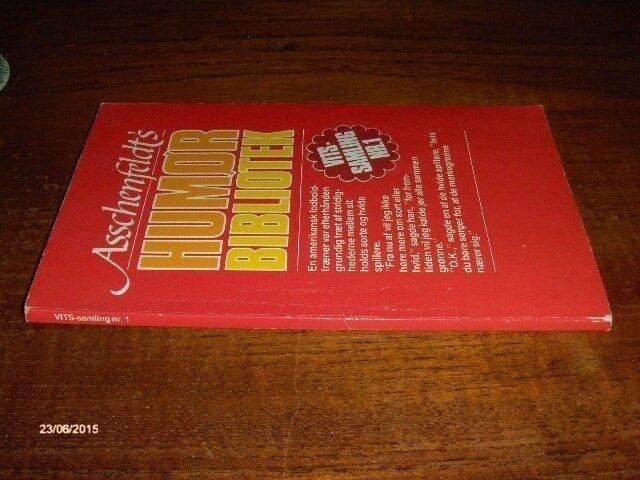 Asschenfeldt's
HUMOR
BIBLIOTEK
VITS-
SAMLING
NR.1
En amerikansk fodbold-
træner var efterhånden
grundig træt af stridig-
hederne mellem sit
holds sorte og hvide
spillere.
"Fra nu af vil jeg ikke
høre mere om sort eller
hvid," sagde han, "for frem-
tiden vil jeg kalde jer alle sammen
grønne."
"O.K.," sagde en af de hvide spillere, "hvis
du bare sørger for, at de mørkegrønne
nærer sig."
VITS-samling nr. 1
23/06/2015